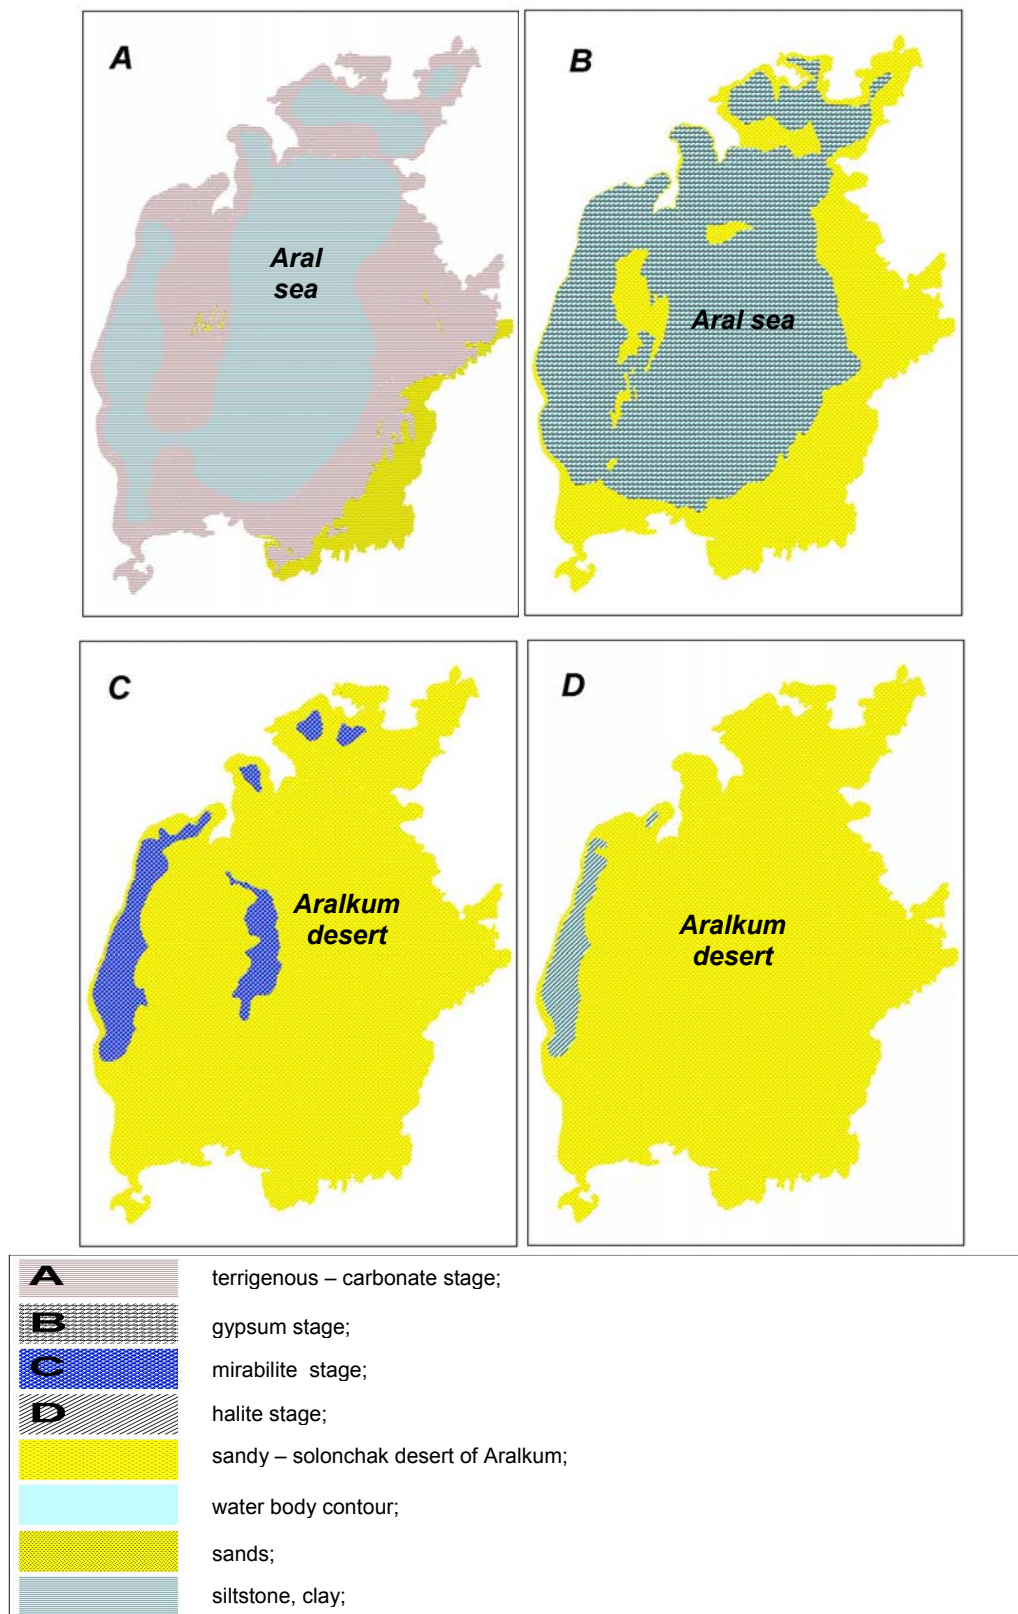 A
Aral
sea
B
Aral sea
C
Aralkum
desert
D
Aralkum
desert
A terrigenous – carbonate stage;
B gypsum stage;
C mirabilite stage;
D halite stage;
sandy – solonchak desert of Aralkum;
water body contour;
sands;
siltstone, clay;